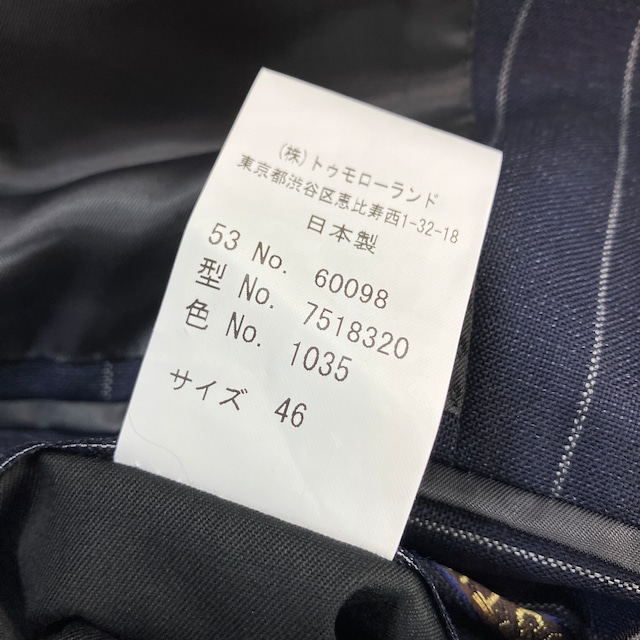 (株)トゥモローランド
東京都渋谷区恵比寿西1-32-18
日本製
53 No. 60098
型 No. 7518320
色 No. 1035
サイズ 46